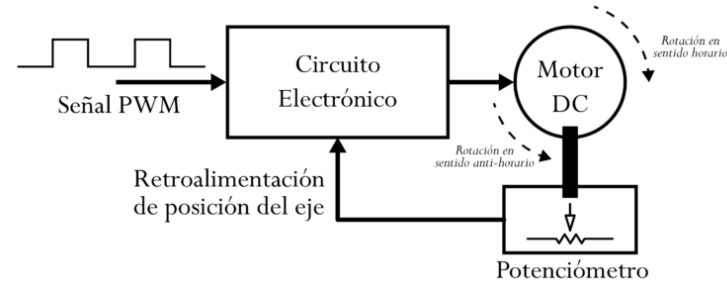 Señal PWM
Circuito
Electrónico
Motor
DC
Rotación en
sentido horario
Rotación en
sentido anti-horario
Retroalimentación
de posición del eje
Potenciómetro